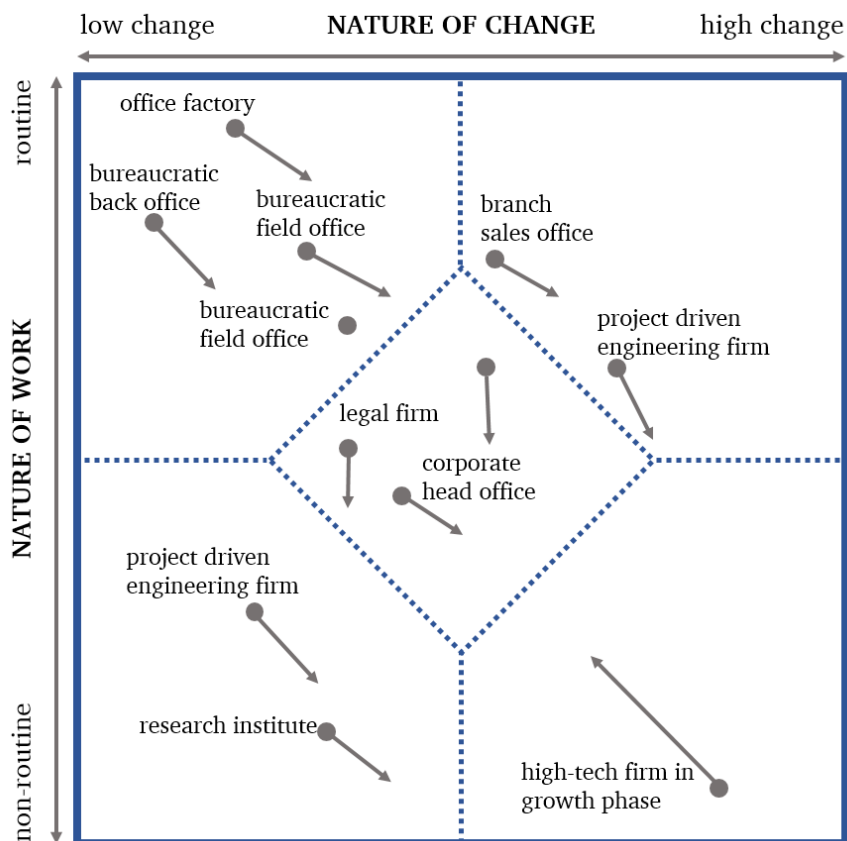 low change
NATURE OF CHANGE
high change
routine
NATURE OF WORK
non-routine
office factory
bureaucratic
back office
bureaucratic
field office
branch
sales office
bureaucratic
field office
project driven
engineering firm
legal firm
corporate
head office
project driven
engineering firm
research institute
high-tech firm in
growth phase